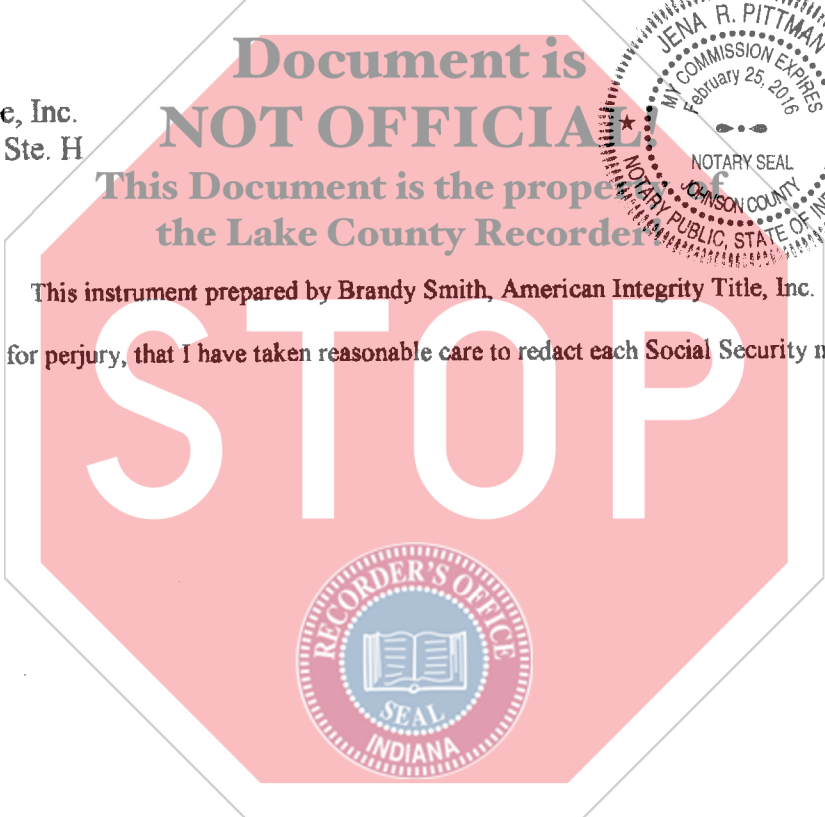 Document is
NOT OFFICIAL!
This Document is the property of
the Lake County Recorder!
JENA R. PITTMAN
MY COMMISSION EXPIRES
February 25, 2016
NOTARY SEAL
JOHNSON COUNTY
NOTARY PUBLIC, STATE OF IN
e, Inc.
Ste. H
This instrument prepared by Brandy Smith, American Integrity Title, Inc.
for perjury, that I have taken reasonable care to redact each Social Security
STOP
RECORDER'S OFFICE
SEAL
INDIANA